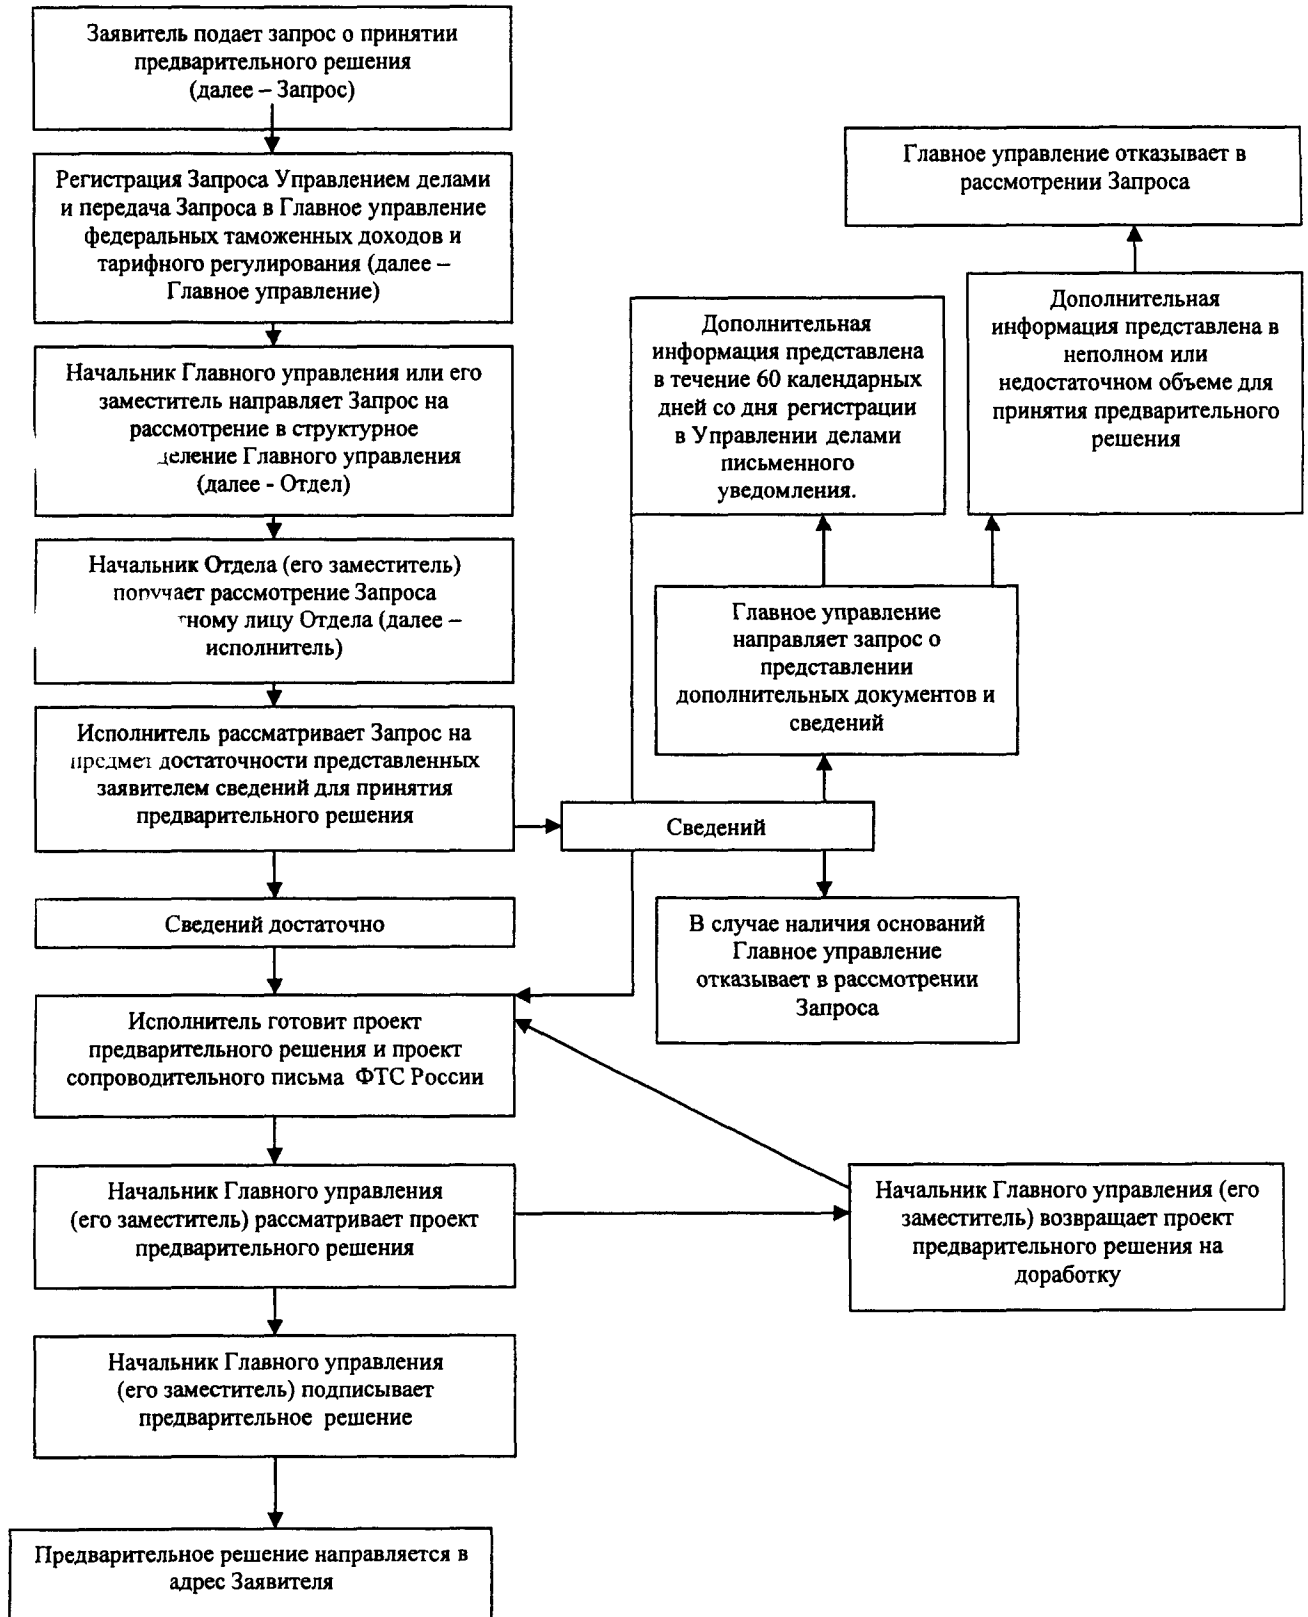 Заявитель подает запрос о принятии
предварительного решения
(далее – Запрос)
Регистрация Запроса Управлением делами
и передача Запроса в Главное управление
федеральных таможенных доходов и
тарифного регулирования (далее –
Главное управление)
Начальник Главного управления или его
заместитель направляет Запрос на
рассмотрение в структурное
Главного управления
(далее - Отдел)
Начальник Отдела (его заместитель)
поручает рассмотрение Запроса
лицу Отдела (далее –
исполнитель)
Исполнитель рассматривает Запрос на
предмет достаточности представленных
заявителем сведений для принятия
предварительного решения
Сведений достаточно
Исполнитель готовит проект
предварительного решения и проект
сопроводительного письма ФТС России
Начальник Главного управления
(его заместитель) рассматривает проект
предварительного решения
Начальник Главного управления
(его заместитель) подписывает
предварительное решение
Предварительное решение направляется в
адрес Заявителя
Главное управление отказывает в
рассмотрении Запроса
Дополнительная
информация представлена в
неполном или
недостаточном объеме для
принятия предварительного
решения
Дополнительная
информация представлена
в течение 60 календарных
дней со дня регистрации
в Управлении делами
письменного
уведомления.
Главное управление
направляет запрос о
представлении
дополнительных документов и
сведений
Сведений
В случае наличия оснований
Главное управление
отказывает в рассмотрении
Запроса
Начальник Главного управления (его
заместитель) возвращает проект
предварительного решения на
доработку